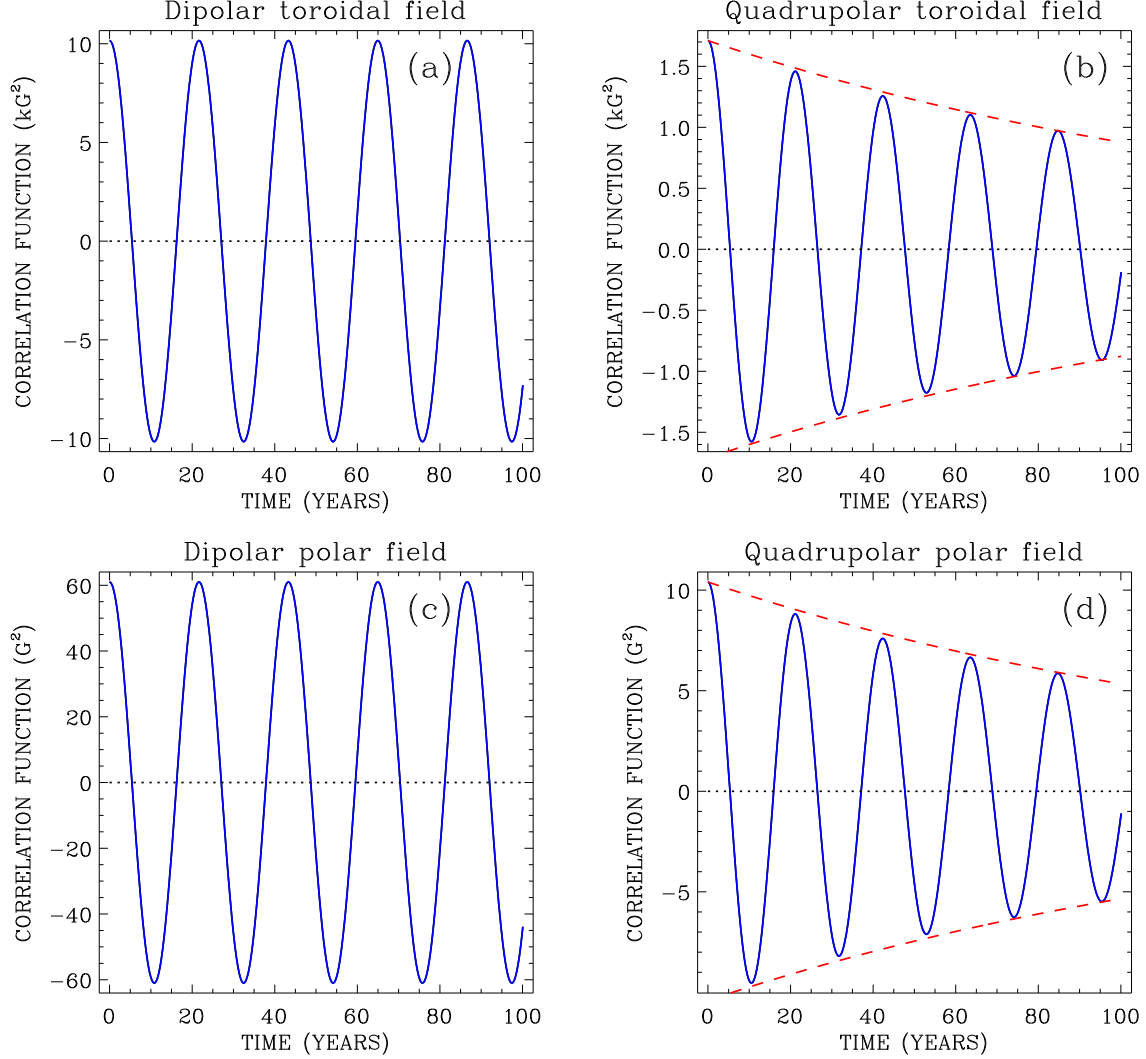 Dipolar toroidal field
(a)
CORRELATION FUNCTION (kG²)
10
5
0
−5
−10
0 20 40 60 80 100
TIME (YEARS)
Quadrupolar toroidal field
(b)
CORRELATION FUNCTION (kG²)
1.5
1.0
0.5
0.0
−0.5
−1.0
−1.5
0 20 40 60 80 100
TIME (YEARS)
Dipolar polar field
(c)
CORRELATION FUNCTION (G²)
60
40
20
0
−20
−40
−60
0 20 40 60 80 100
TIME (YEARS)
Quadrupolar polar field
(d)
CORRELATION FUNCTION (G²)
10
5
0
−5
0 20 40 60 80 100
TIME (YEARS)